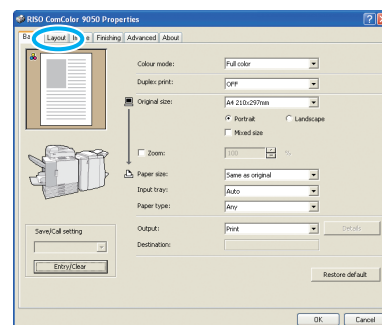 RISO ComColor 9050 Properties
Layout Finishing Advanced About
Colour mode: Full color
Duplex print: OFF
Original size: A4 210x297mm
Portrait Landscape
Mixed size
Zoom: 100 %
Paper size: Same as original
Input tray: Auto
Paper type: Any
Save/Call setting
Output: Print Details
Destination:
Entry/Clear
Restore default
OK Cancel